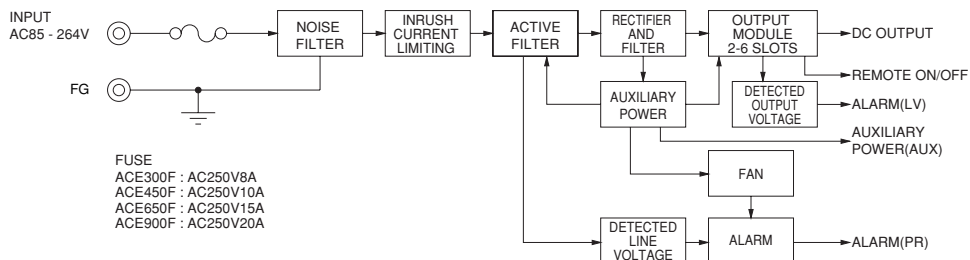 INPUT
AC85 - 264V
FG
NOISE
FILTER
INRUSH
CURRENT
LIMITING
ACTIVE
FILTER
RECTIFIER
AND
FILTER
OUTPUT
MODULE
2-6 SLOTS
DC OUTPUT
REMOTE ON/OFF
AUXILIARY
POWER
DETECTED
OUTPUT
VOLTAGE
ALARM(LV)
AUXILIARY
POWER(AUX)
FAN
DETECTED
LINE
VOLTAGE
ALARM
ALARM(PR)
FUSE
ACE300F : AC250V8A
ACE450F : AC250V10A
ACE650F : AC250V15A
ACE900F : AC250V20A